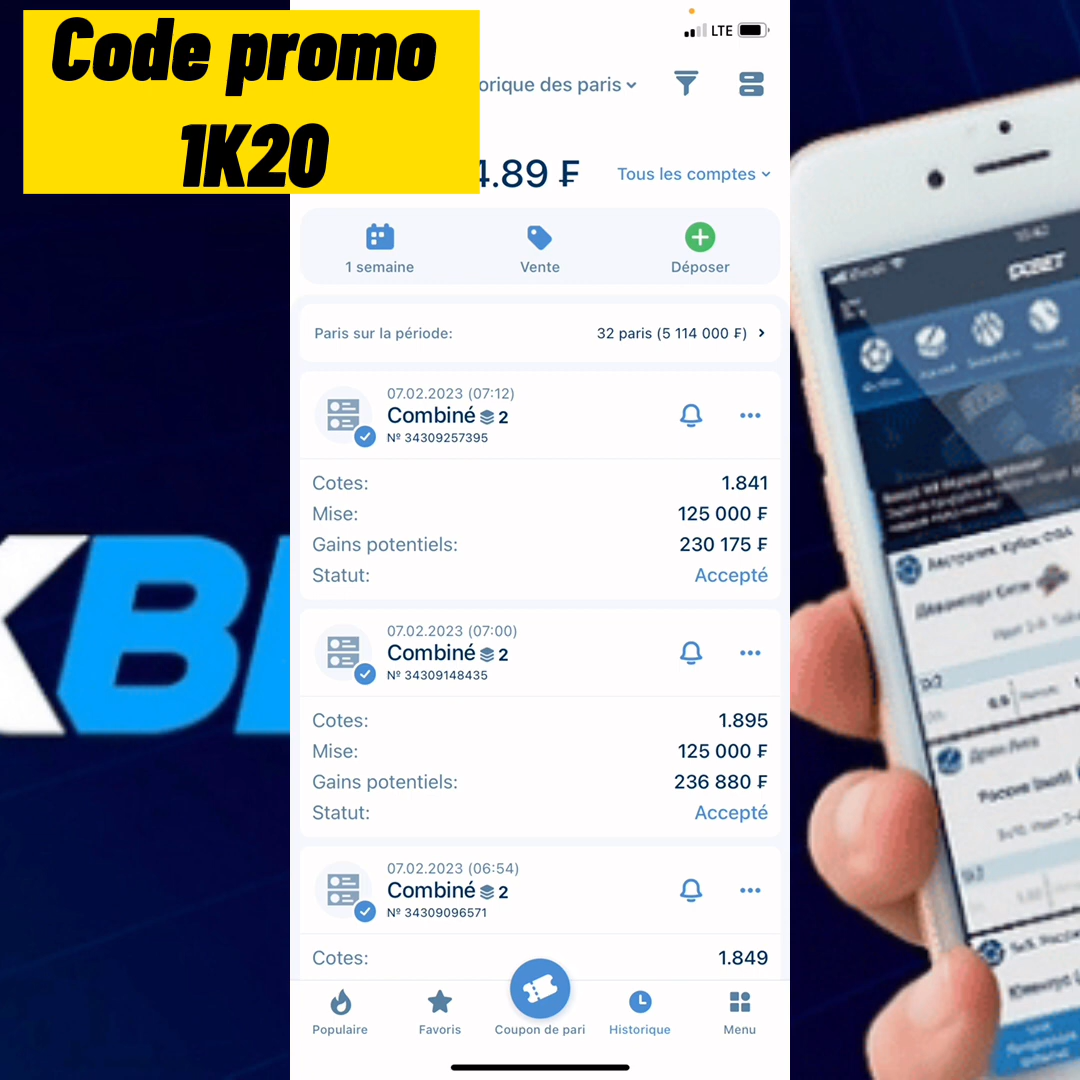 Code promo
1K20
LTE
orique des paris
4.89 ₣
Tous les comptes
1 semaine
Vente
Déposer
Paris sur la période:
32 paris (5 114 000 ₣)
07.02.2023 (07:12)
Combiné 2
Nº 34309257395
Cotes:
1.841
Mise:
125 000 ₣
Gains potentiels:
230 175 ₣
Statut:
Accepté
07.02.2023 (07:00)
Combiné 2
Nº 34309148435
Cotes:
1.895
Mise:
125 000 ₣
Gains potentiels:
236 880 ₣
Statut:
Accepté
07.02.2023 (06:54)
Combiné 2
Nº 34309096571
Cotes:
1.849
Populaire
Favoris
Coupon de pari
Historique
Menu
XB
1XBET